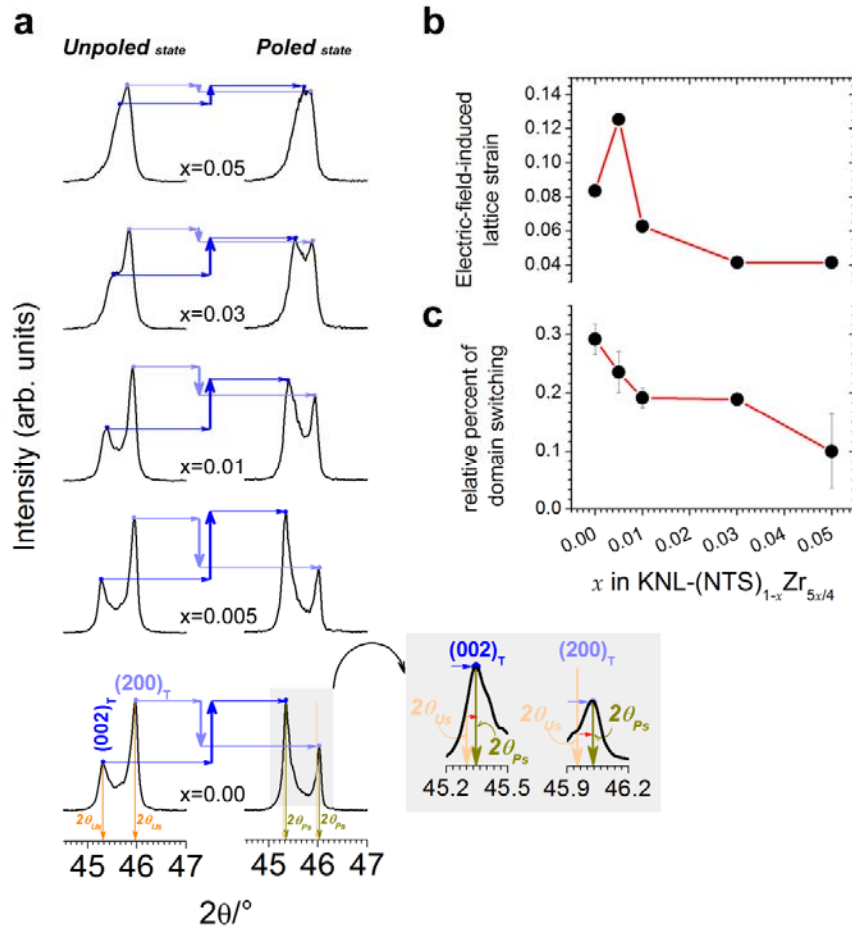 a
Unpoled state
Poled state
x=0.05
x=0.03
x=0.01
x=0.005
x=0.00
Intensity (arb. units)
(002)T
(200)T
2θUs
2θUs
2θPs
2θPs
45 46 47
45 46 47
2θ/°
b
Electric-field-induced
lattice strain
0.14
0.12
0.10
0.08
0.06
0.04
c
relative percent of
domain switching
0.3
0.2
0.1
0.0
0.00 0.01 0.02 0.03 0.04 0.05
x in KNL-(NTS)1-xZr5x/4
(002)T
(200)T
2θUs
2θPs
2θUs
2θPs
45.2 45.5
45.9 46.2